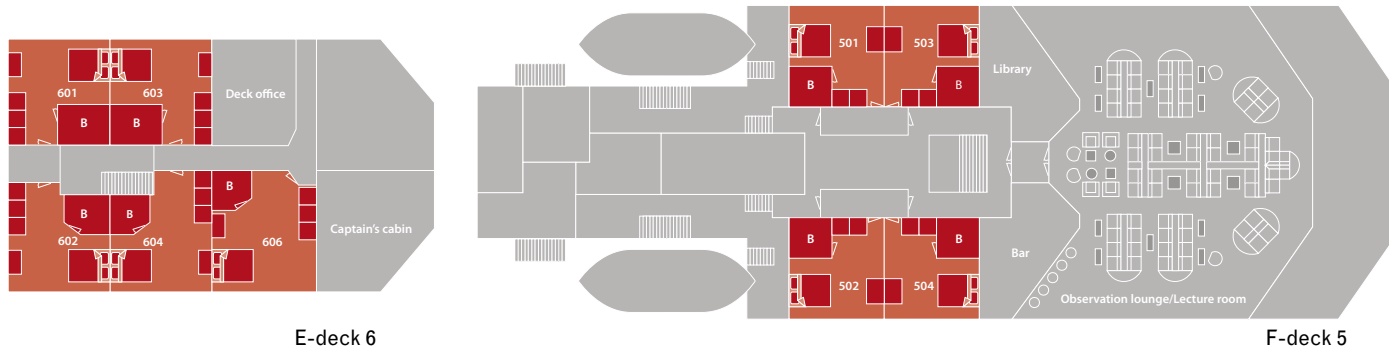 601
603
B
B
Deck office
B
B
B
602
604
606
Captain's cabin
E-deck 6
501
503
B
B
Library
B
B
502
504
Bar
Observation lounge/Lecture room
F-deck 5